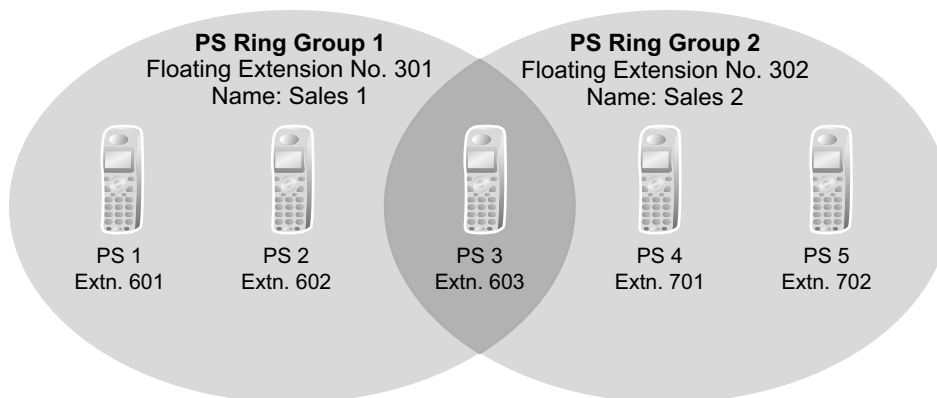 PS Ring Group 1
Floating Extension No. 301
Name: Sales 1
PS Ring Group 2
Floating Extension No. 302
Name: Sales 2
PS 1
Extn. 601
PS 2
Extn. 602
PS 3
Extn. 603
PS 4
Extn. 701
PS 5
Extn. 702